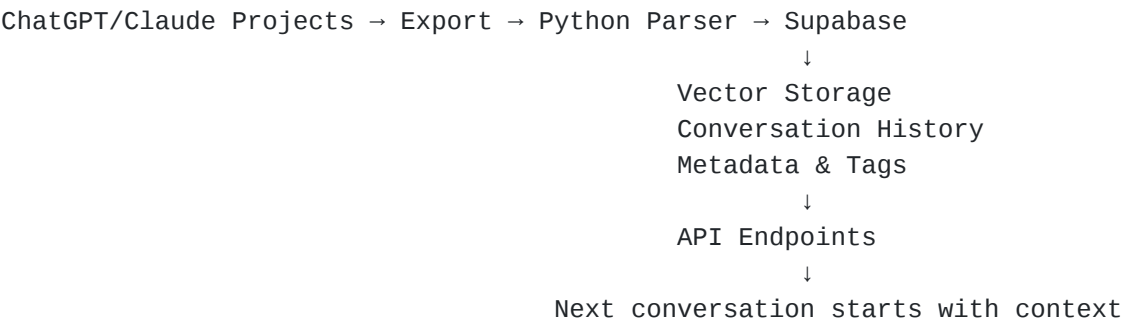 ChatGPT/Claude Projects → Export → Python Parser → Supabase
↓
Vector Storage
Conversation History
Metadata & Tags
↓
API Endpoints
↓
Next conversation starts with context